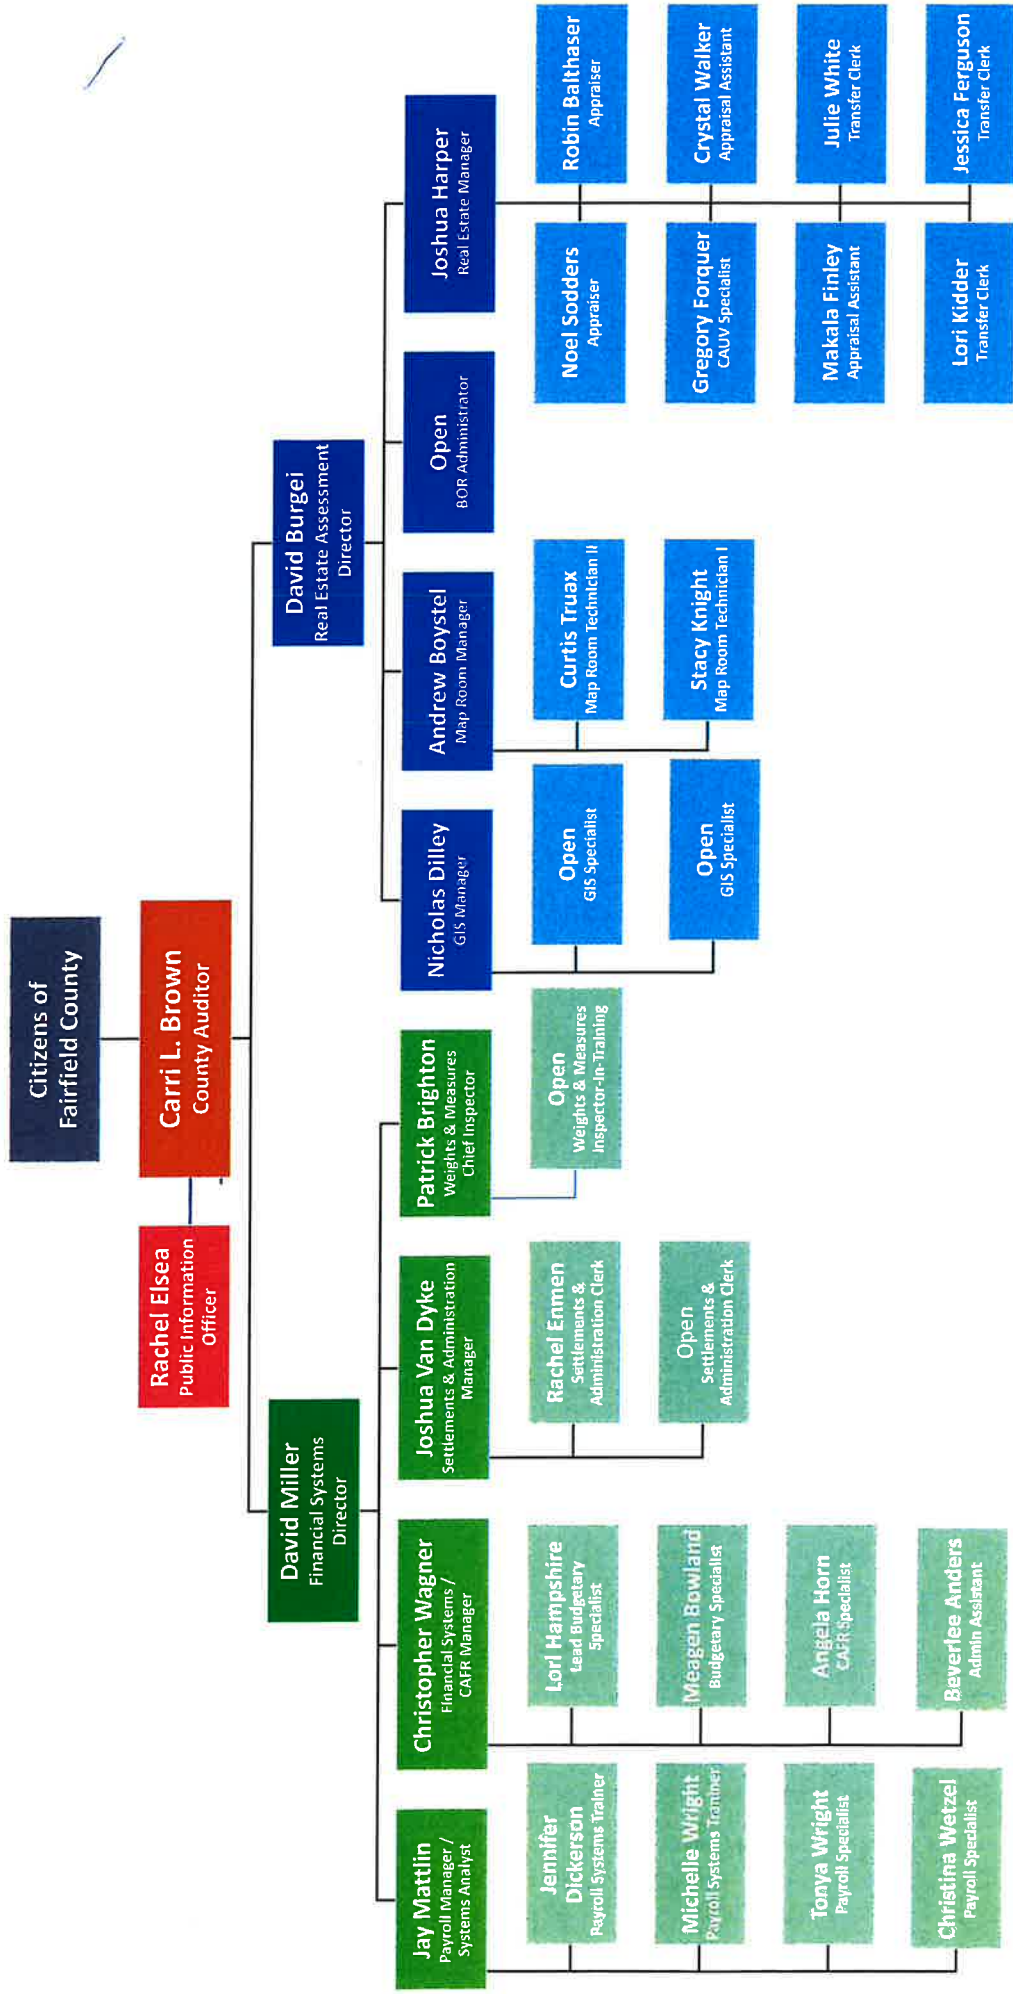 Citizens of
Fairfield County
Carri L. Brown
County Auditor
Rachel Elsea
Public Information
Officer
David Miller
Financial Systems
Director
David Burgei
Real Estate Assessment
Director
Jay Mattlin
Payroll Manager /
Systems Analyst
Christopher Wagner
Financial Systems /
CAFR Manager
Joshua Van Dyke
Settlements & Administration
Manager
Patrick Brighton
Weights & Measures
Chief Inspector
Nicholas Dilley
GIS Manager
Andrew Boystel
Map Room Manager
Open
BOR Administrator
Joshua Harper
Real Estate Manager
Jennifer
Dickerson
Payroll Systems Trainer
Michelle Wright
Payroll Systems Trainer
Tonya Wright
Payroll Specialist
Christina Wetzel
Payroll Specialist
Lori Hampshire
Lead Budgetary
Specialist
Meagen Bowland
Budgetary Specialist
Angela Horn
CAFR Specialist
Beverlee Anders
Admin Assistant
Rachel Enmen
Settlements &
Administration Clerk
Open
Settlements &
Administration Clerk
Open
Weights & Measures
Inspector-In-Training
Open
GIS Specialist
Open
GIS Specialist
Curtis Truax
Map Room Technician II
Stacy Knight
Map Room Technician I
Noel Sodders
Appraiser
Robin Balthaser
Appraiser
Gregory Forquer
CAUV Specialist
Crystal Walker
Appraisal Assistant
Makala Finley
Appraisal Assistant
Julie White
Transfer Clerk
Lori Kidder
Transfer Clerk
Jessica Ferguson
Transfer Clerk